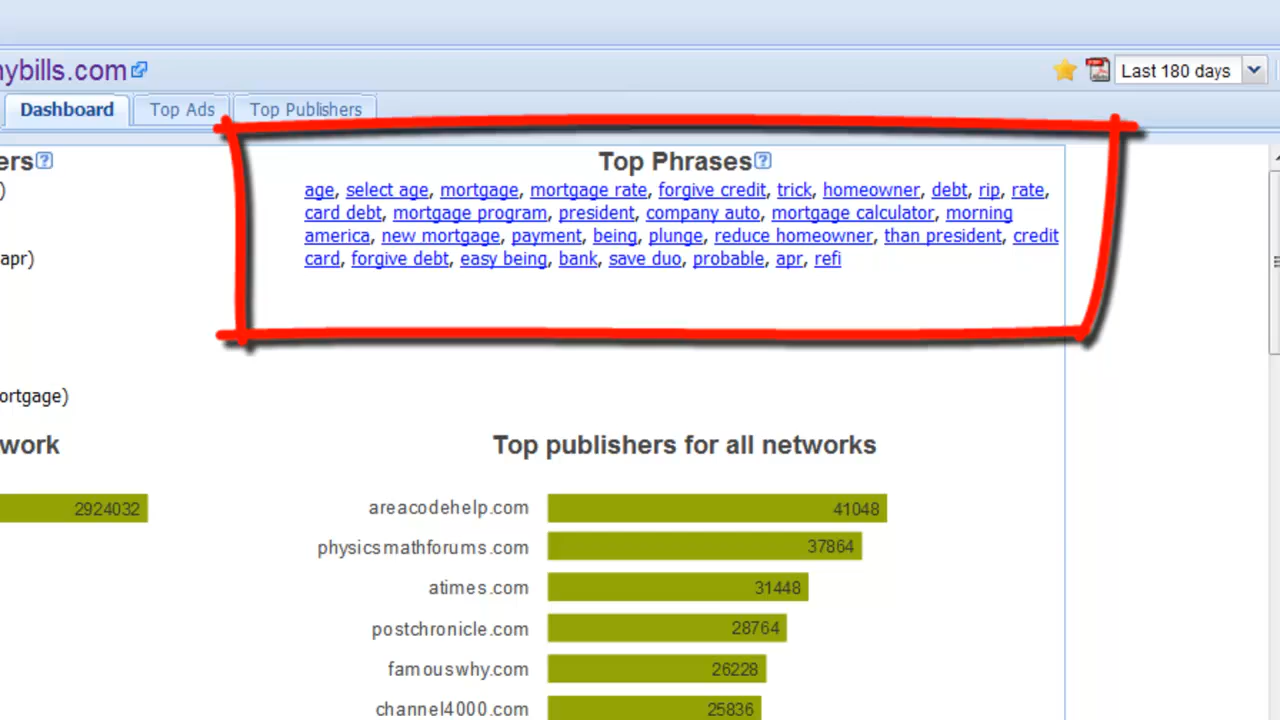 nybills.com
Last 180 days
Dashboard Top Ads Top Publishers
ers
Top Phrases
)
age, select age, mortgage, mortgage rate, forgive credit, trick, homeowner, debt, rip, rate,
card debt, mortgage program, president, company auto, mortgage calculator, morning
america, new mortgage, payment, being, plunge, reduce homeowner, than president, credit
card, forgive debt, easy being, bank, save duo, probable, apr, refi
apr)
ortgage)
work
2924032
Top publishers for all networks
areacodehelp.com 41048
physicsmathforums.com 37864
atimes.com 31448
postchronicle.com 28764
famouswhy.com 26228
channel4000.com 25836